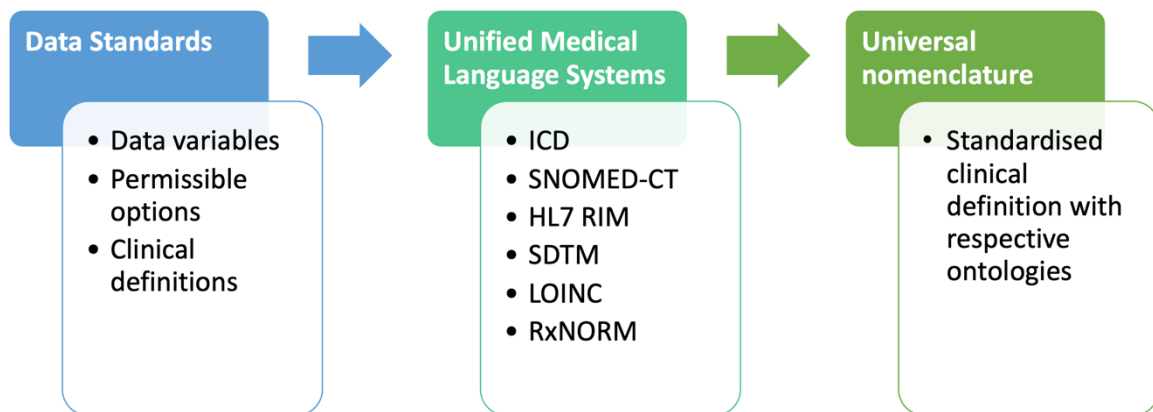 Data Standards
• Data variables
• Permissible
options
• Clinical
definitions
Unified Medical
Language Systems
• ICD
• SNOMED-CT
• HL7 RIM
• SDTM
• LOINC
• RxNORM
Universal
nomenclature
• Standardised
clinical
definition with
respective
ontologies